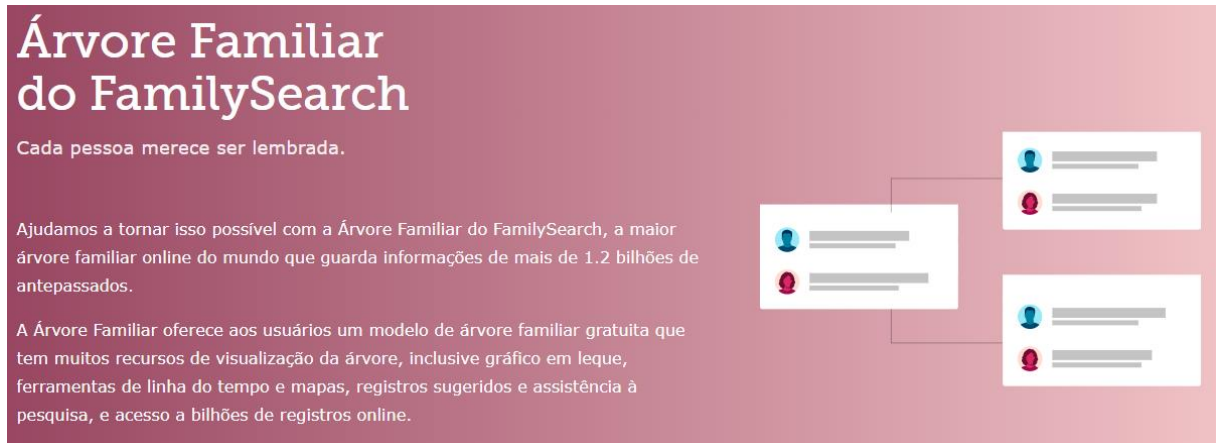 Árvore Familiar
do FamilySearch
Cada pessoa merece ser lembrada.
Ajudamos a tornar isso possível com a Árvore Familiar do FamilySearch, a maior
árvore familiar online do mundo que guarda informações de mais de 1.2 bilhões de
antepassados.
A Árvore Familiar oferece aos usuários um modelo de árvore familiar gratuita que
tem muitos recursos de visualização da árvore, inclusive gráfico em leque,
ferramentas de linha do tempo e mapas, registros sugeridos e assistência à
pesquisa, e acesso a bilhões de registros online.